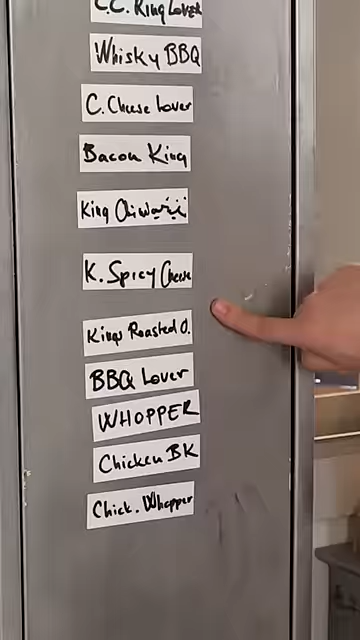 C.C. King Lover
Whisky BBQ
C. Cheese Lover
Bacon King
King
K. Spicy Cheese
Kings Roasted O.
BBQ Lover
WHOPPER
Chicken BK
Chick. Whopper